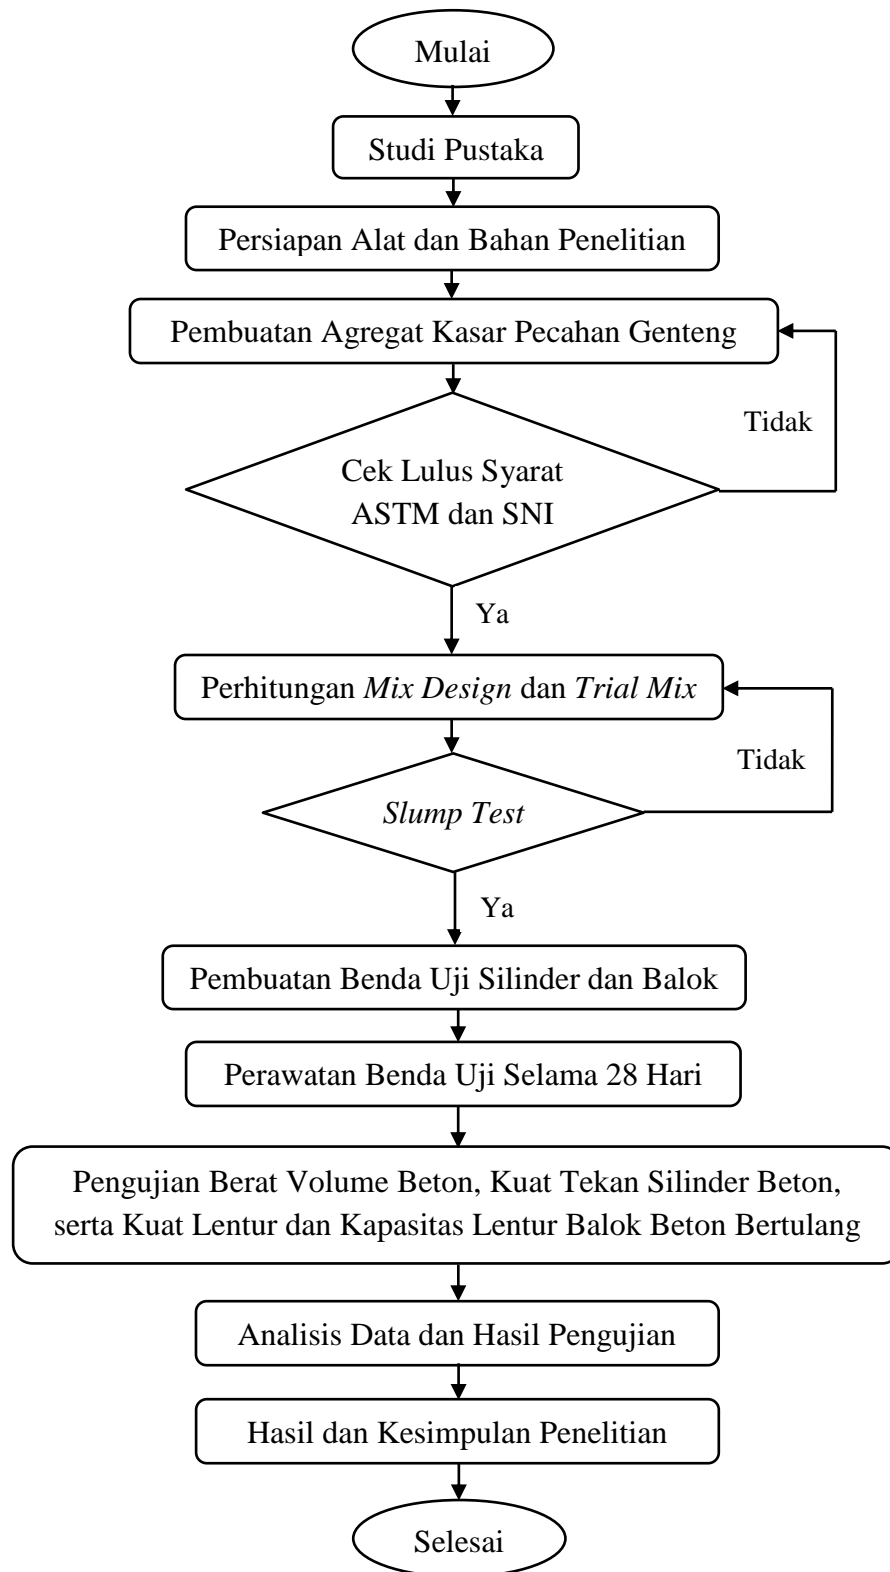 Mulai
Studi Pustaka
Persiapan Alat dan Bahan Penelitian
Pembuatan Agregat Kasar Pecahan Genteng
Tidak
Cek Lulus Syarat
ASTM dan SNI
Ya
Perhitungan Mix Design dan Trial Mix
Tidak
Slump Test
Ya
Pembuatan Benda Uji Silinder dan Balok
Perawatan Benda Uji Selama 28 Hari
Pengujian Berat Volume Beton, Kuat Tekan Silinder Beton,
serta Kuat Lentur dan Kapasitas Lentur Balok Beton Bertulang
Analisis Data dan Hasil Pengujian
Hasil dan Kesimpulan Penelitian
Selesai